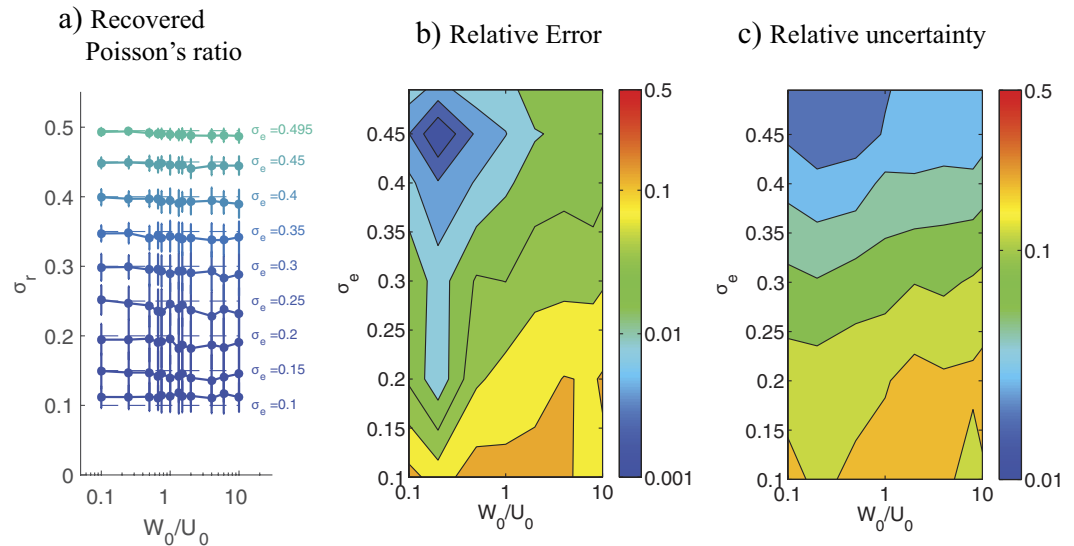 a) Recovered
Poisson's ratio
0.5
0.4
0.3
0.2
0.1
0
σr
σe=0.495
σe=0.45
σe=0.4
σe=0.35
σe=0.3
σe=0.25
σe=0.2
σe=0.15
σe=0.1
0.1
1
10
W0/U0
b) Relative Error
0.45
0.4
0.35
0.3
0.25
0.2
0.15
0.1
σe
0.1
1
10
W0/U0
0.5
0.1
0.01
0.001
c) Relative uncertainty
0.45
0.4
0.35
0.3
0.25
0.2
0.15
0.1
σe
0.1
1
10
W0/U0
0.5
0.1
0.01